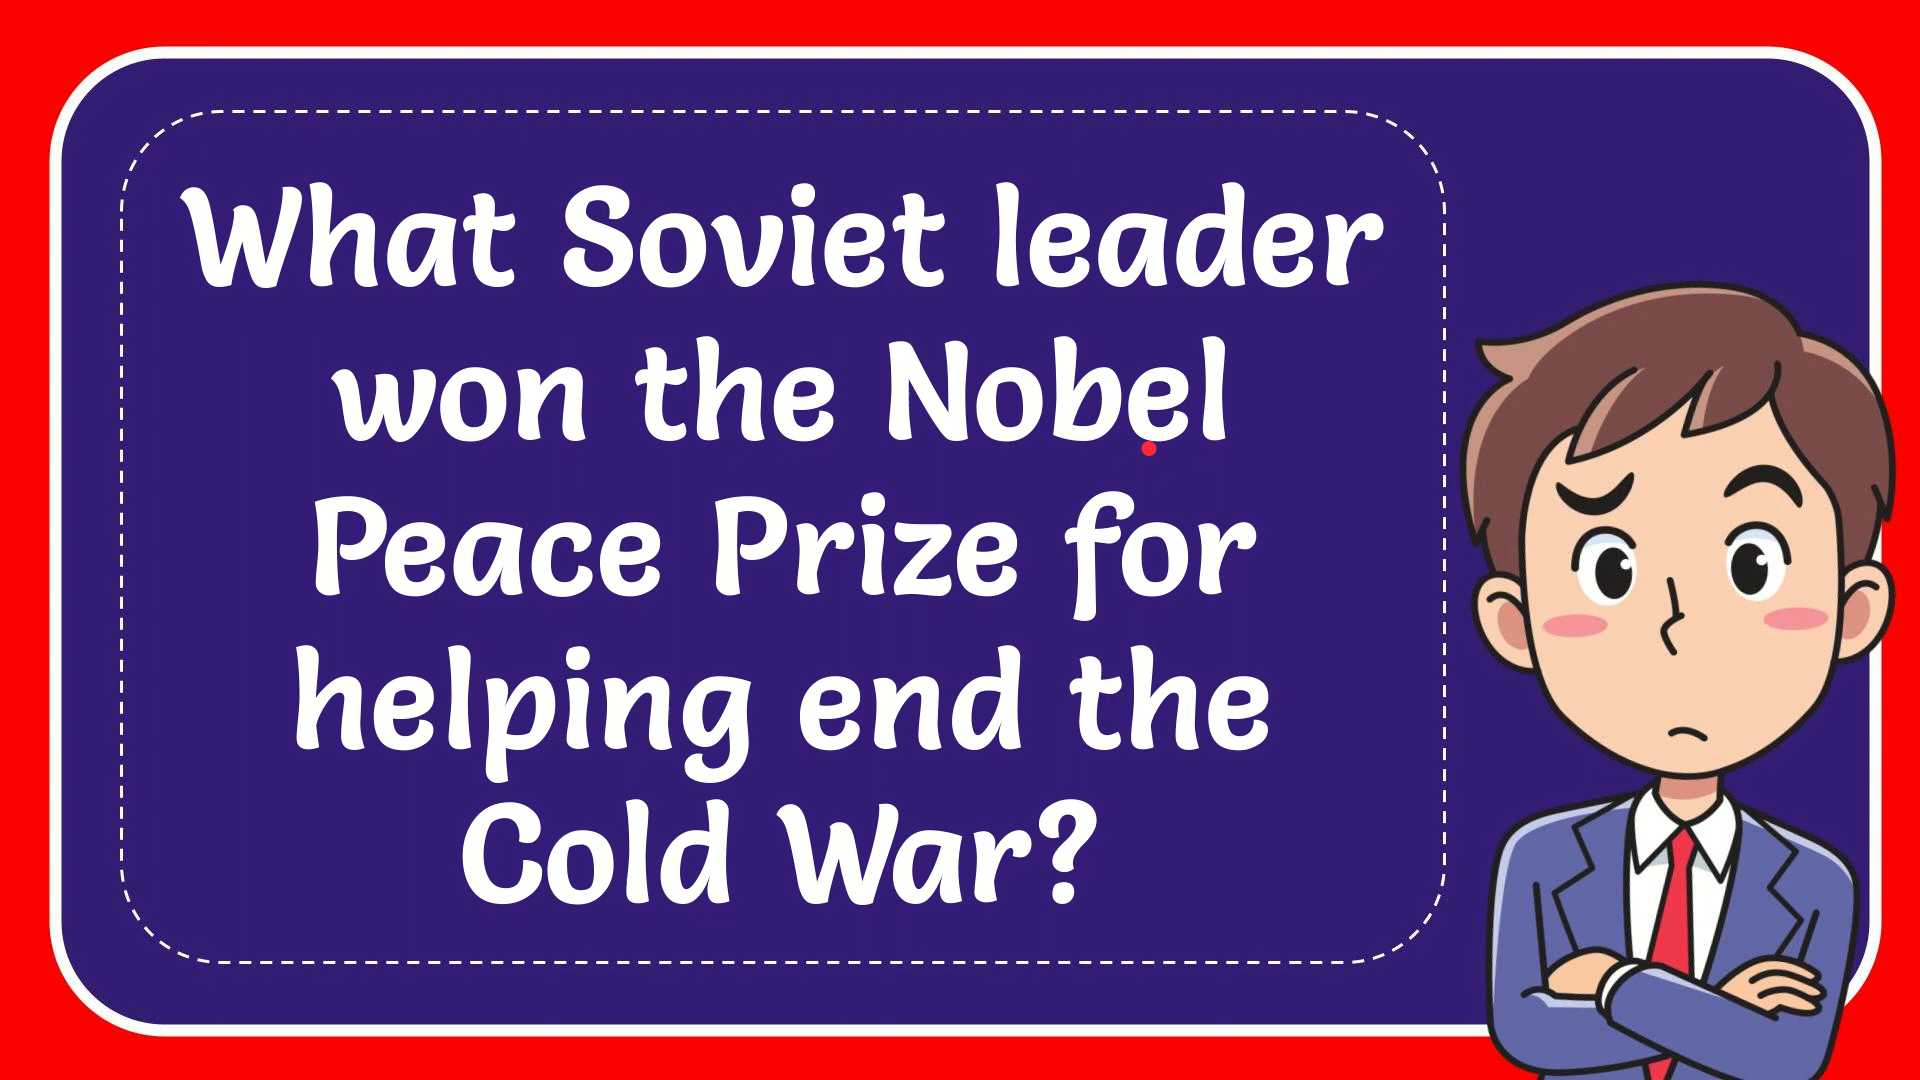 What Soviet leader
won the Nobel
Peace Prize for
helping end the
Cold War?